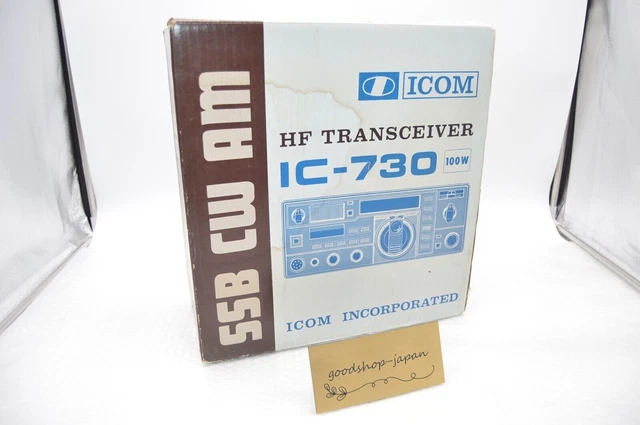 SSB CW AM
ICOM
HF TRANSCEIVER
IC-730 100W
ICOM INCORPORATED
goodshop-japan